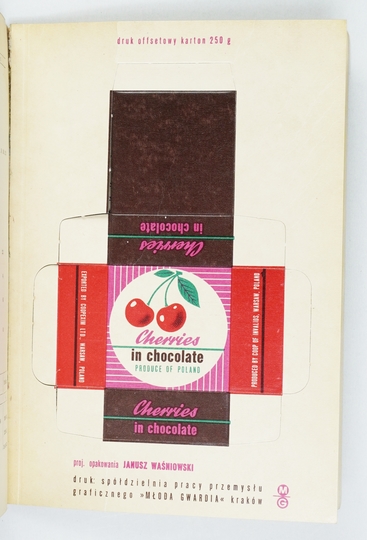 druk offsetowy karton 250 g
Cherries
in chocolate
EXPORTED BY COOPEXIM LTD., WARSAW, POLAND
Cherries
in chocolate
PRODUCE OF POLAND
PRODUCED BY COOP OF INVALIDS, WARSAW, POLAND
Cherries
in chocolate
proj. opakowania JANUSZ WAŚNIOWSKI
druk: spółdzielnia pracy przemysłu
graficznego »MŁODA GWARDIA« kraków
M
G